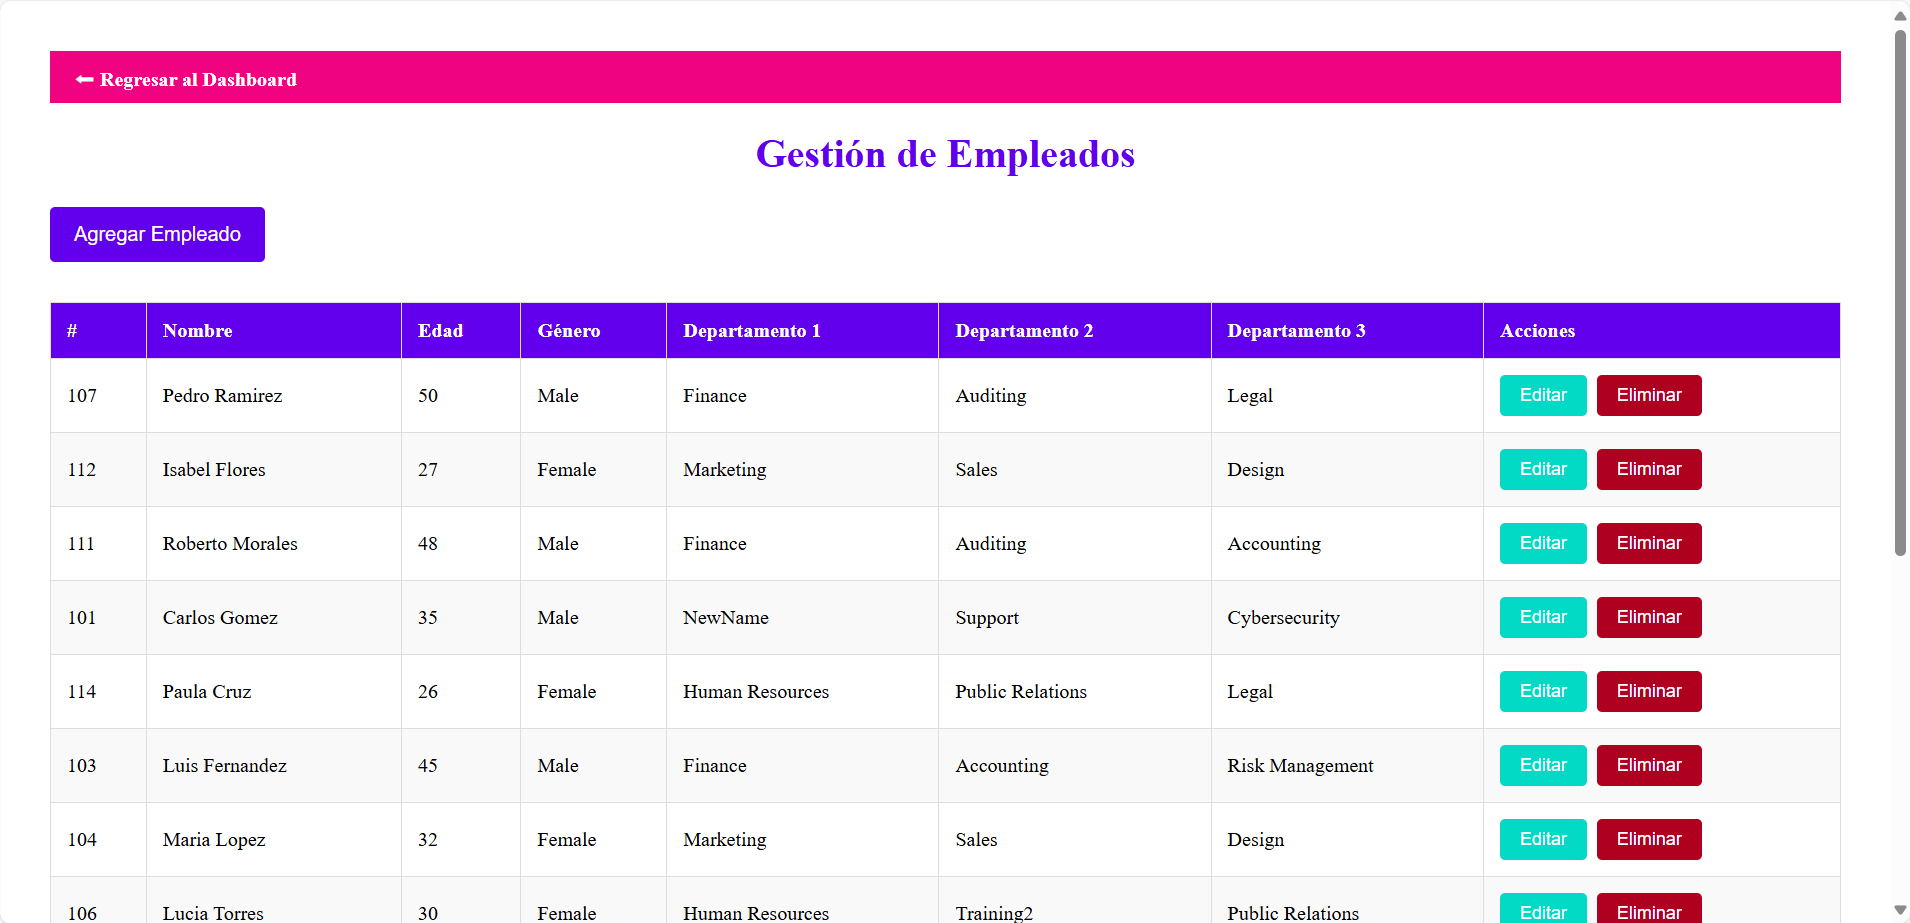 ⬅ Regresar al Dashboard
Gestión de Empleados
Agregar Empleado
# Nombre Edad Género Departamento 1 Departamento 2 Departamento 3 Acciones
107 Pedro Ramirez 50 Male Finance Auditing Legal Editar Eliminar
112 Isabel Flores 27 Female Marketing Sales Design Editar Eliminar
111 Roberto Morales 48 Male Finance Auditing Accounting Editar Eliminar
101 Carlos Gomez 35 Male NewName Support Cybersecurity Editar Eliminar
114 Paula Cruz 26 Female Human Resources Public Relations Legal Editar Eliminar
103 Luis Fernandez 45 Male Finance Accounting Risk Management Editar Eliminar
104 Maria Lopez 32 Female Marketing Sales Design Editar Eliminar
106 Lucia Torres 30 Female Human Resources Training2 Public Relations Editar Eliminar